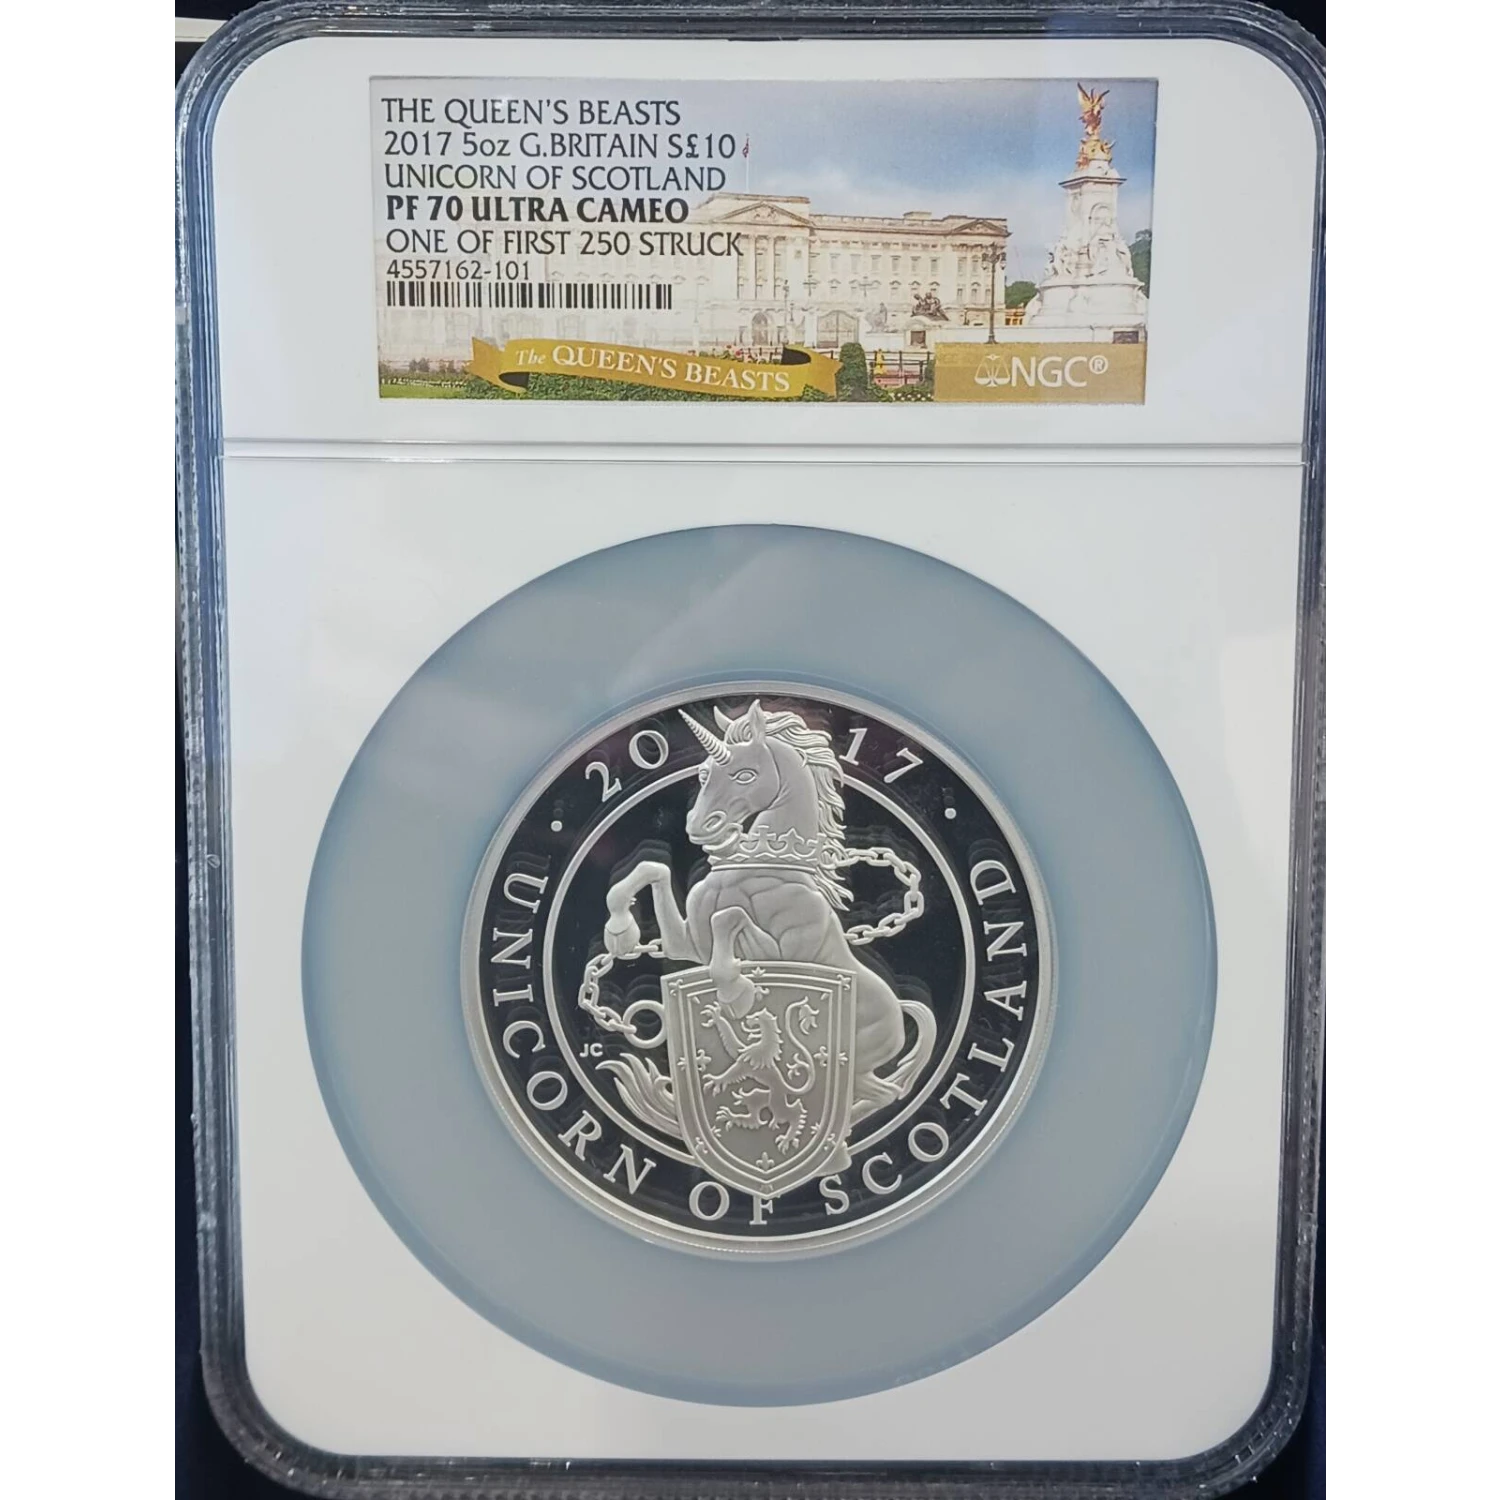 THE QUEEN'S BEASTS
2017 5oz G.BRITAIN S£10
UNICORN OF SCOTLAND
PF 70 ULTRA CAMEO
ONE OF FIRST 250 STRUCK
4557162-101
The QUEEN'S BEASTS
NGC®
· 2017 ·
UNICORN OF SCOTLAND
JC